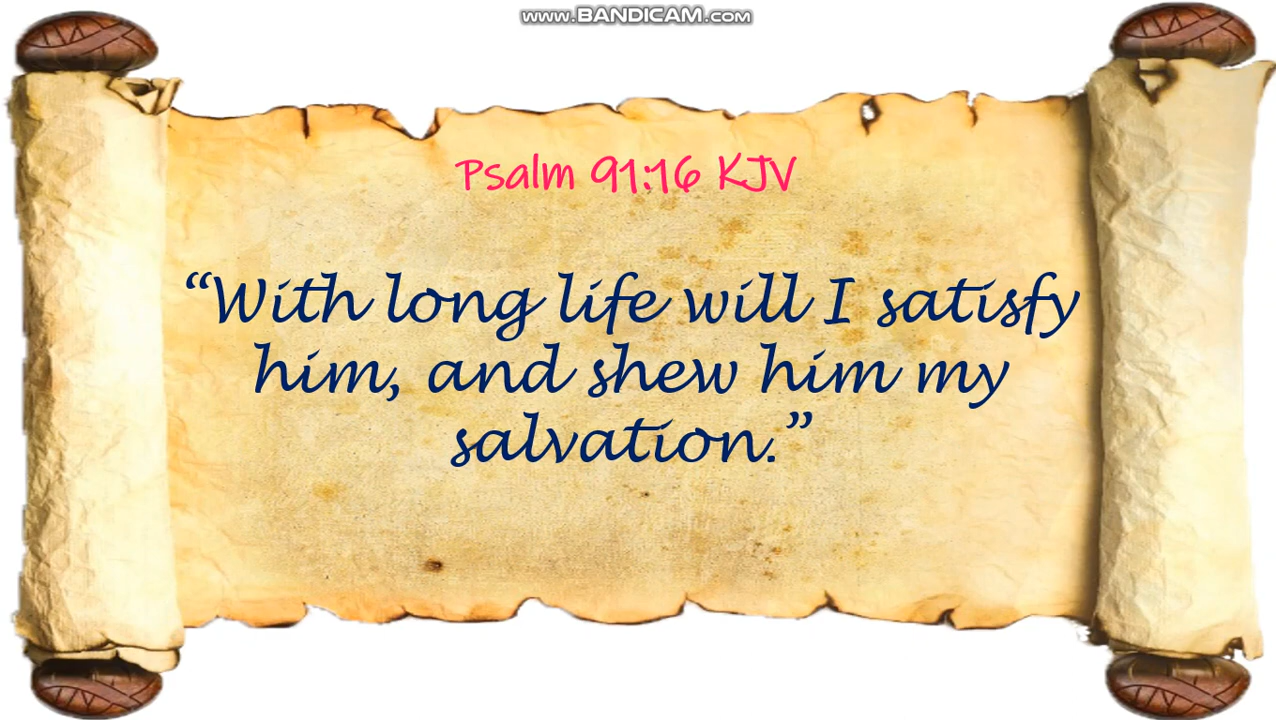 www.BANDICAM.com
Psalm 91:16 KJV
“With long life will I satisfy
him, and shew him my
salvation.”